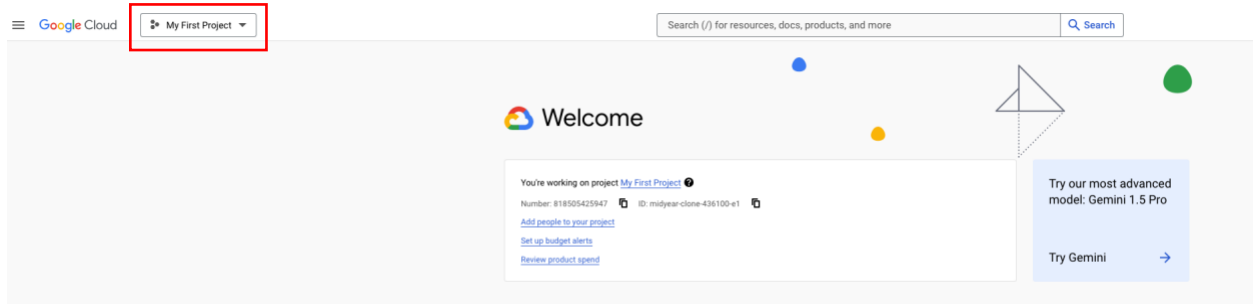 Google Cloud
My First Project
Search (/) for resources, docs, products, and more
Search
Welcome
You're working on project My First Project
Number: 818505425947 ID: midyear-clone-436100-e1
Add people to your project
Set up budget alerts
Review product spend
Try our most advanced
model: Gemini 1.5 Pro
Try Gemini